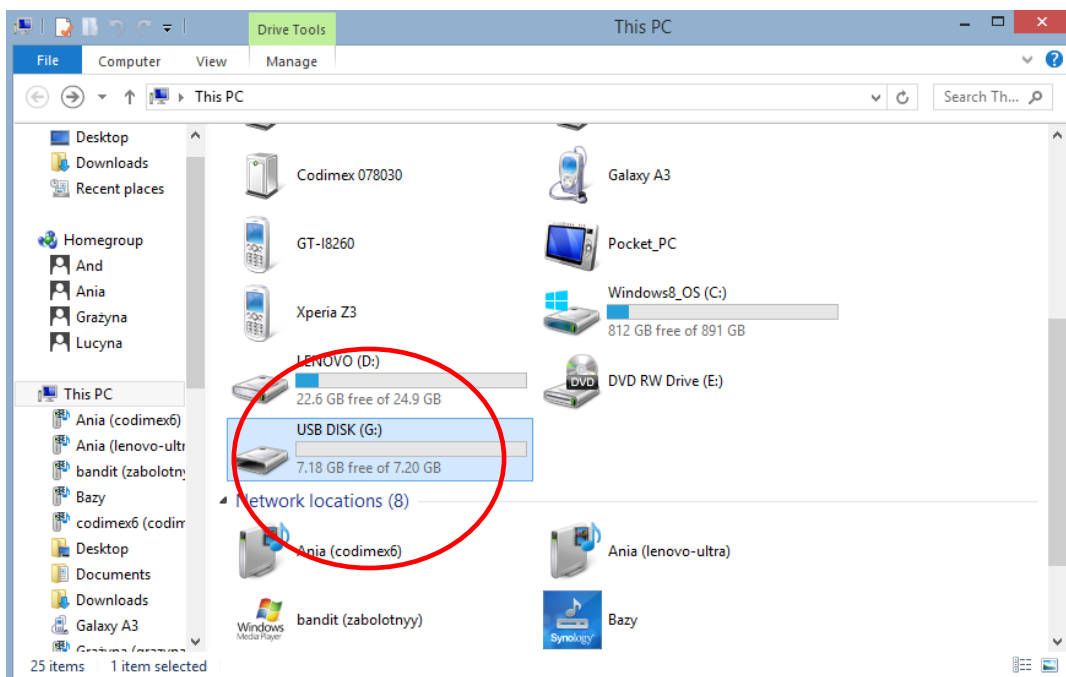 Drive Tools
This PC
File
Computer
View
Manage
This PC
Search Th...
Desktop
Downloads
Recent places
Homegroup
And
Ania
Grażyna
Lucyna
This PC
Ania (codimex6)
Ania (lenovo-ultr
bandit (zabolotny
Bazy
codimex6 (codim
Desktop
Documents
Downloads
Galaxy A3
Codimex 078030
Galaxy A3
GT-I8260
Pocket_PC
Xperia Z3
Windows8_OS (C:)
812 GB free of 891 GB
LENOVO (D:)
22.6 GB free of 24.9 GB
DVD
DVD RW Drive (E:)
USB DISK (G:)
7.18 GB free of 7.20 GB
Network locations (8)
Ania (codimex6)
Ania (lenovo-ultra)
Windows
Media Player
bandit (zabolotnyy)
Synology
Bazy
25 items
1 item selected